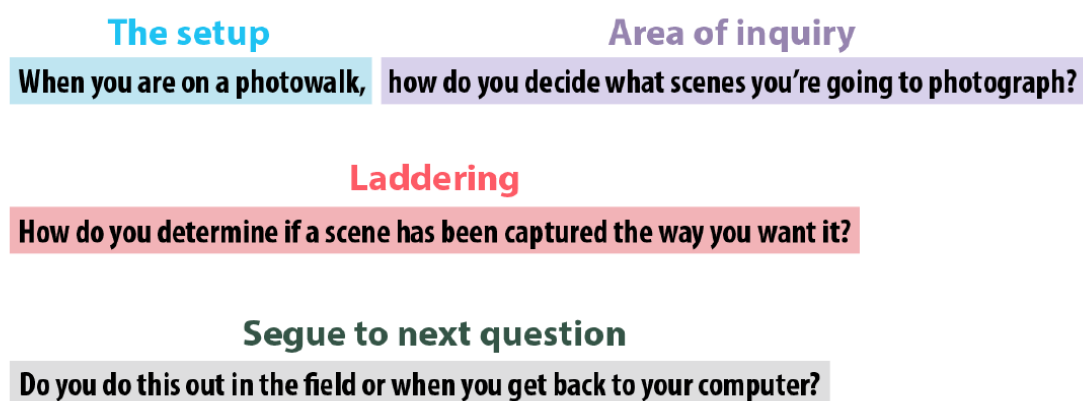 The setup
Area of inquiry
When you are on a photowalk, how do you decide what scenes you’re going to photograph?
Laddering
How do you determine if a scene has been captured the way you want it?
Segue to next question
Do you do this out in the field or when you get back to your computer?